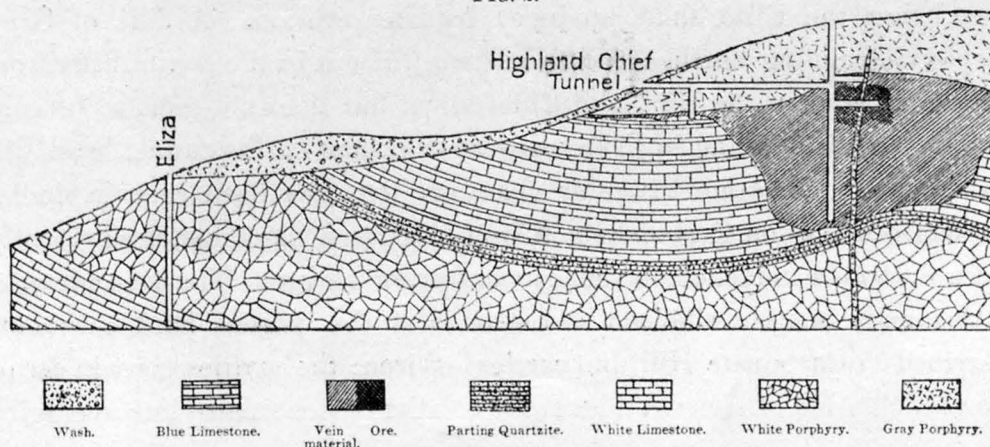 Highland Chief
Tunnel
Eliza
Wash.
Blue Limestone.
Vein Ore.
material.
Parting Quartzite.
White Limestone.
White Porphyry.
Gray Porphyry.